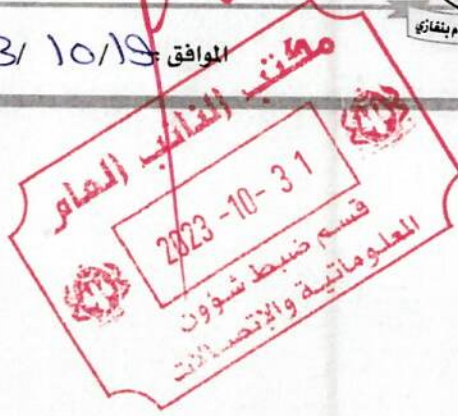 م بنغازي
الموافق 3/ 10/19
مكتب النائب العام
2023 -10- 31
قسم ضبط شؤون
المعلوماتية والإتصالات